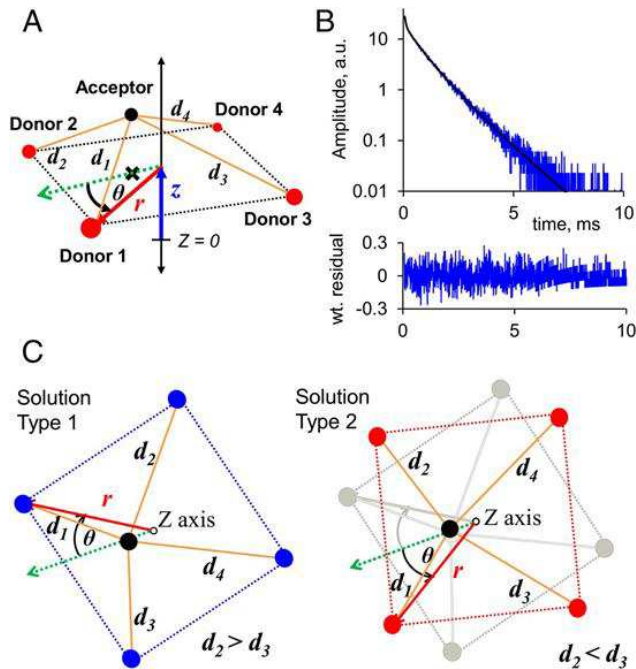 A
Acceptor
Donor 2
d₄
Donor 4
d₂
d₁
d₃
θ
r
z
Donor 3
Donor 1
Z = 0
B
Amplitude, a.u.
10
1
0.1
0.01
0
5
10
time, ms
wt. residual
0.3
0
-0.3
0
5
10
C
Solution
Type 1
d₂
r
Z axis
d₁
θ
d₄
d₃
d₂ > d₃
Solution
Type 2
d₂
d₄
Z axis
θ
d₁
r
d₃
d₂ < d₃